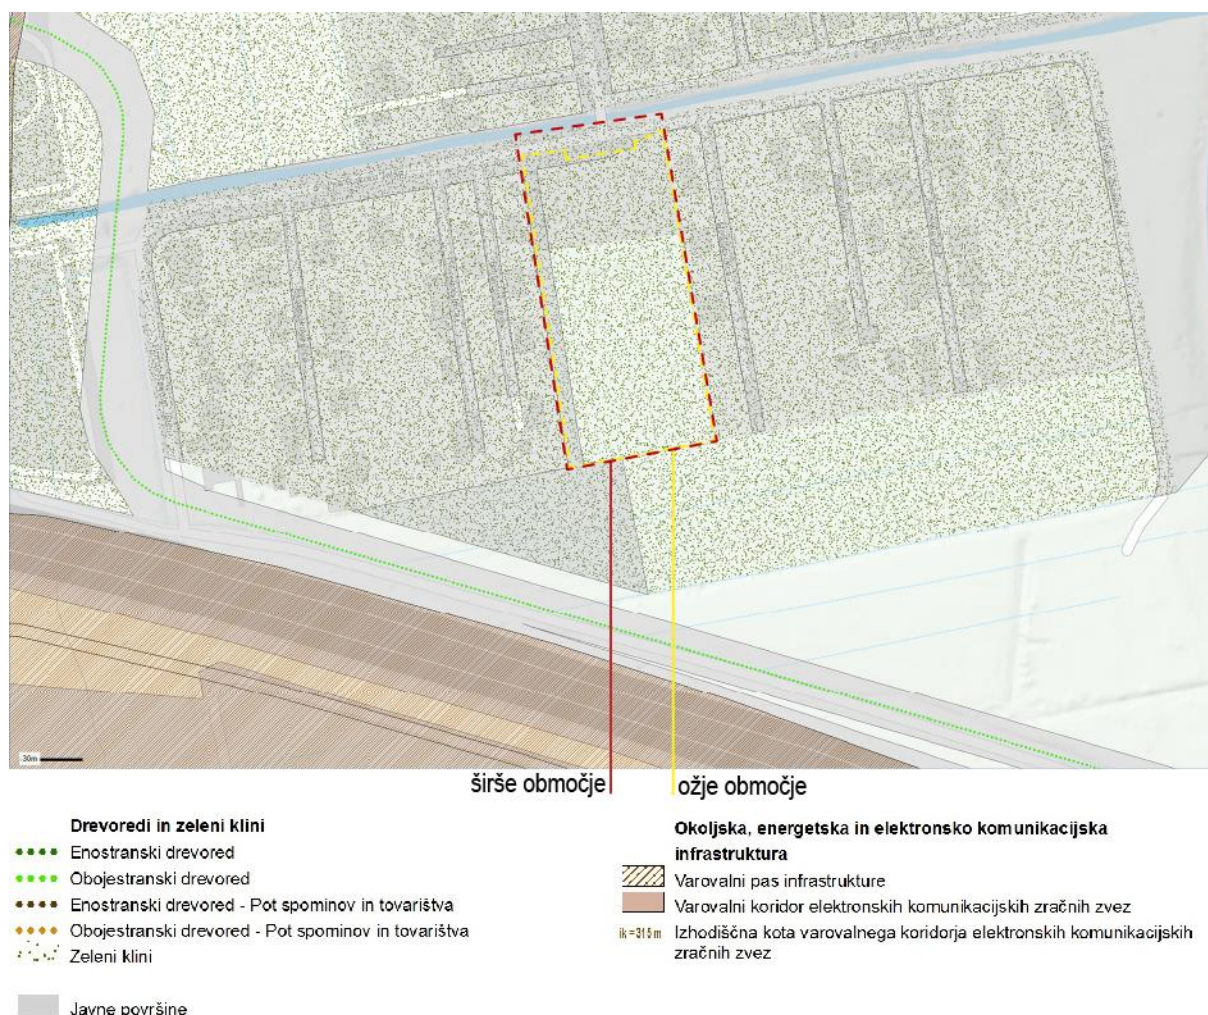 30m
širše območje
ožje območje
Drevoredi in zeleni klini
Enostranski drevored
Obojestranski drevored
Enostranski drevored - Pot spominov in tovarištva
Obojestranski drevored - Pot spominov in tovarištva
Zeleni klini
Javne površine
Okoljska, energetska in elektronsko komunikacijska
infrastruktura
Varovalni pas infrastrukture
Varovalni koridor elektronskih komunikacijskih zračnih zvez
ik=315m Izhodiščna kota varovalnega koridorja elektronskih komunikacijskih
zračnih zvez